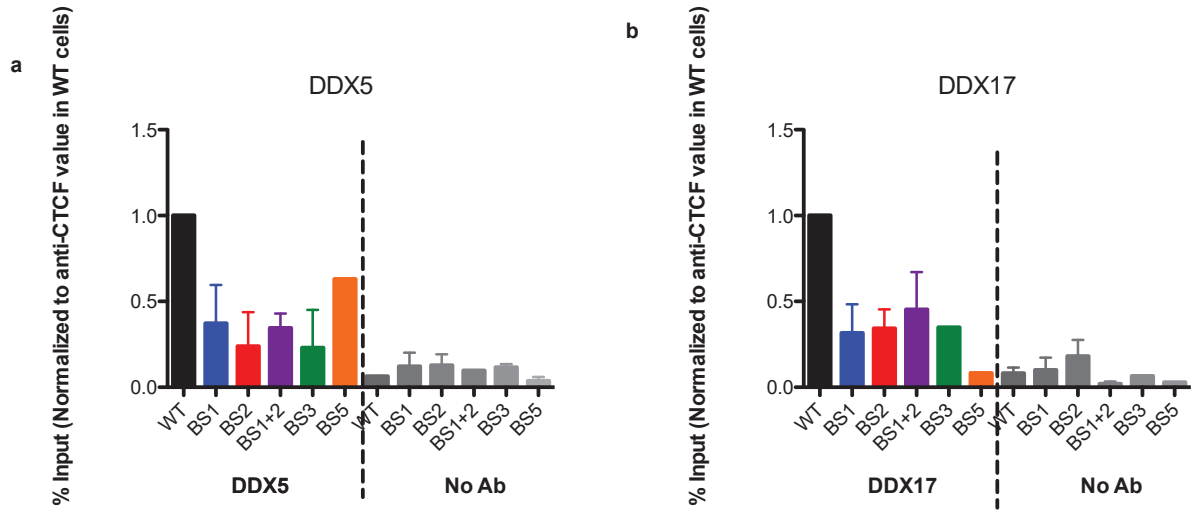 a
% Input (Normalized to anti-CTCF value in WT cells)
DDX5
1.5
1.0
0.5
0.0
WT
BS1
BS2
BS1+2
BS3
BS5
WT
BS1
BS2
BS1+2
BS3
BS5
DDX5
No Ab
b
% Input (Normalized to anti-CTCF value in WT cells)
DDX17
1.5
1.0
0.5
0.0
WT
BS1
BS2
BS1+2
BS3
BS5
WT
BS1
BS2
BS1+2
BS3
BS5
DDX17
No Ab